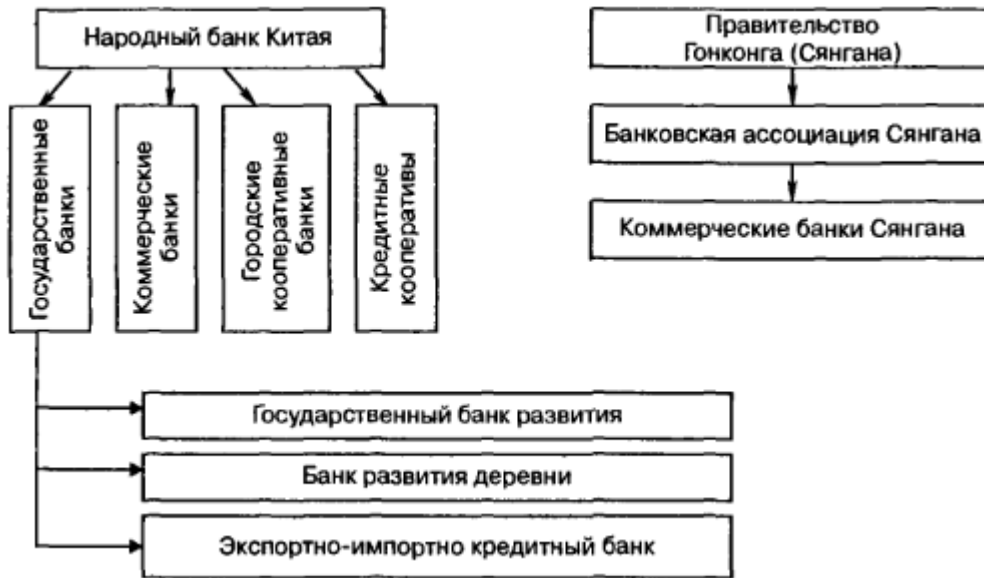 Народный банк Китая
Государственные
банки
Коммерческие
банки
Городские
кооперативные
банки
Кредитные
кооперативы
Государственный банк развития
Банк развития деревни
Экспортно-импортно кредитный банк
Правительство
Гонконга (Сянгана)
Банковская ассоциация Сянгана
Коммерческие банки Сянгана